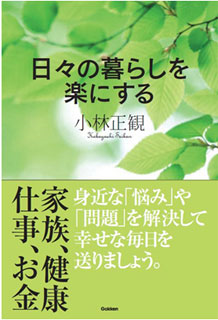 日々の暮らしを
楽にする
小林正観
Kobayashi Seikan
家族、健康
仕事、お金
身近な「悩み」や
「問題」を解決して
幸せな毎日を
送りましょう。
Gakken